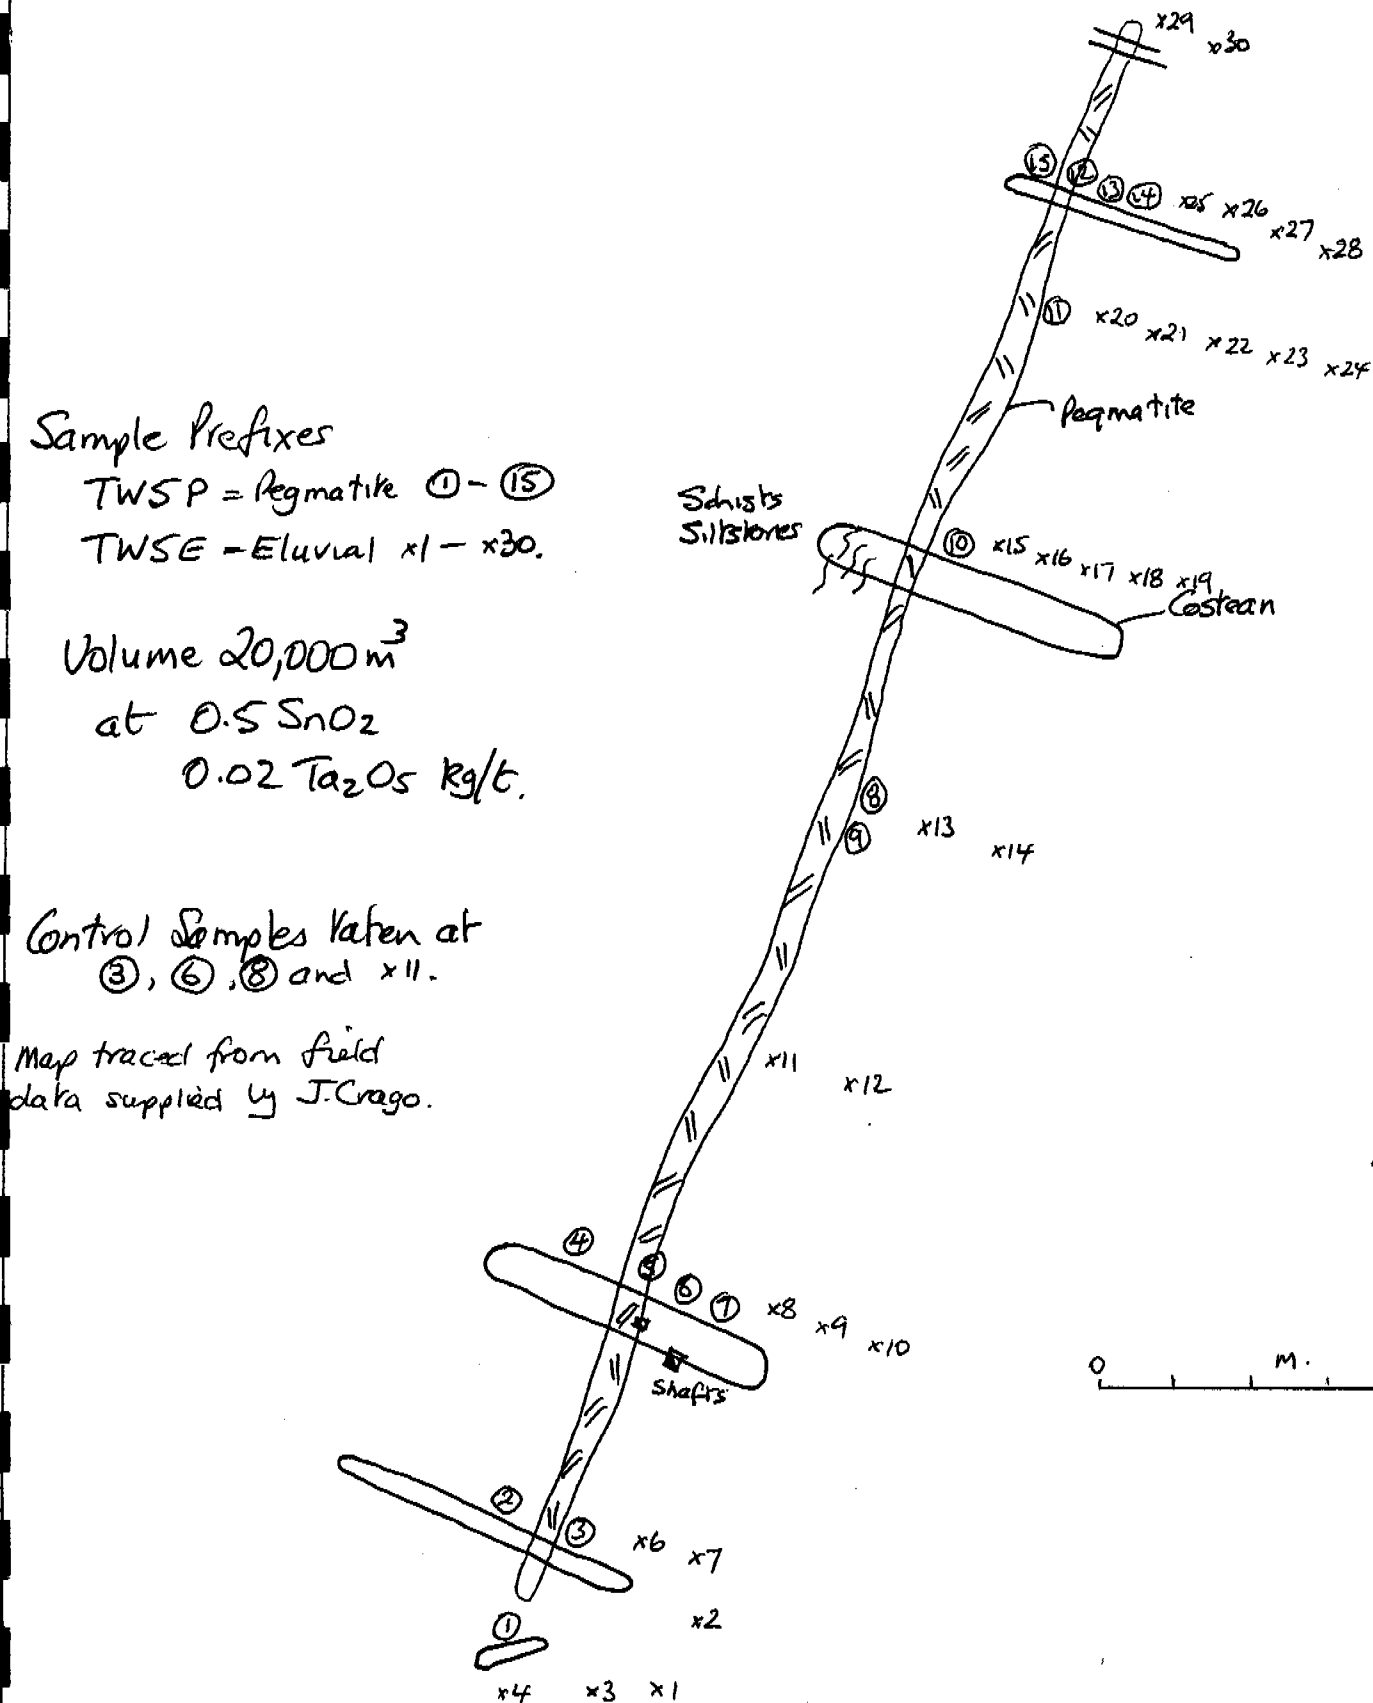 x29
x30
⑮ ⑫ ⑬ ⑭ x25 x26 x27 x28
⑪ x20 x21 x22 x23 x24
Pegmatite
Sample Prefixes
TWSP = Pegmatite ① - ⑮
TWSE = Eluvial x1 - x30.
Schists
Siltstones
⑩ x15 x16 x17 x18 x19
Costean
Volume 20,000 m³
at 0.5 SnO2
0.02 Ta2O5 kg/t.
⑧
⑨ x13 x14
Control Samples taken at
③, ⑥, ⑧ and x11.
Map traced from field
data supplied by J. Crago.
x11 x12
④ ⑤ ⑥ ⑦ x8 x9 x10
Shafts
0 M.
② ③ x6 x7
x2
①
x4 x3 x1